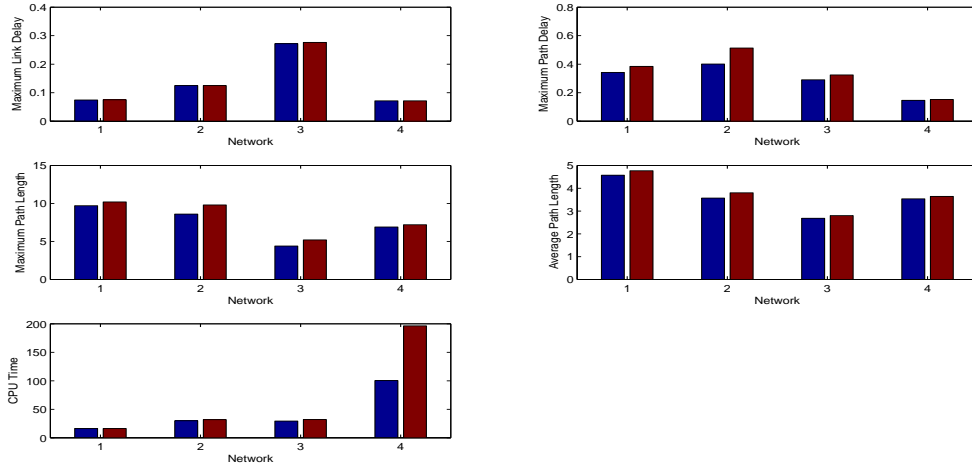 Maximum Link Delay
0.4
0.3
0.2
0.1
0
1 2 3 4
Network
Maximum Path Delay
0.8
0.6
0.4
0.2
0
1 2 3 4
Network
Maximum Path Length
15
10
5
0
1 2 3 4
Network
Average Path Length
5
4
3
2
1
0
1 2 3 4
Network
CPU Time
200
150
100
50
0
1 2 3 4
Network